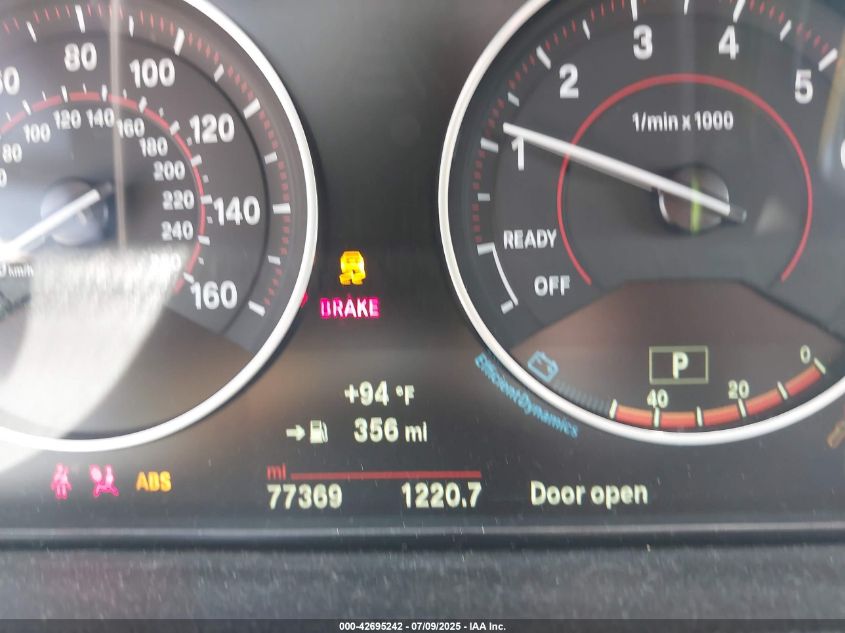 80
100
120
140
160
80
100
120
140
160
180
200
220
240
km/h
BRAKE
+94 °F
356 mi
ABS
mi
77369
1220.7
Door open
1
2
3
4
5
1/min x 1000
READY
OFF
P
40
20
0
EfficientDynamics
000-42695242 - 07/09/2025 - IAA Inc.